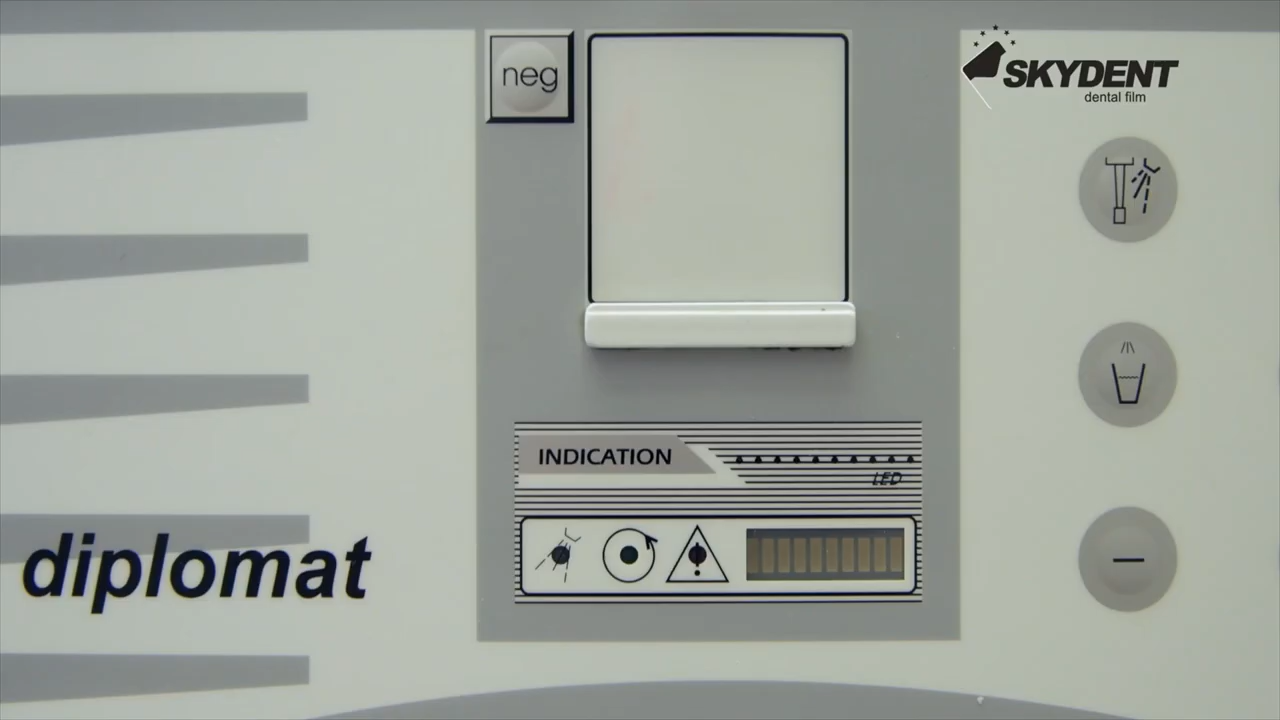 neg
SKYDENT
dental film
INDICATION
LED
diplomat